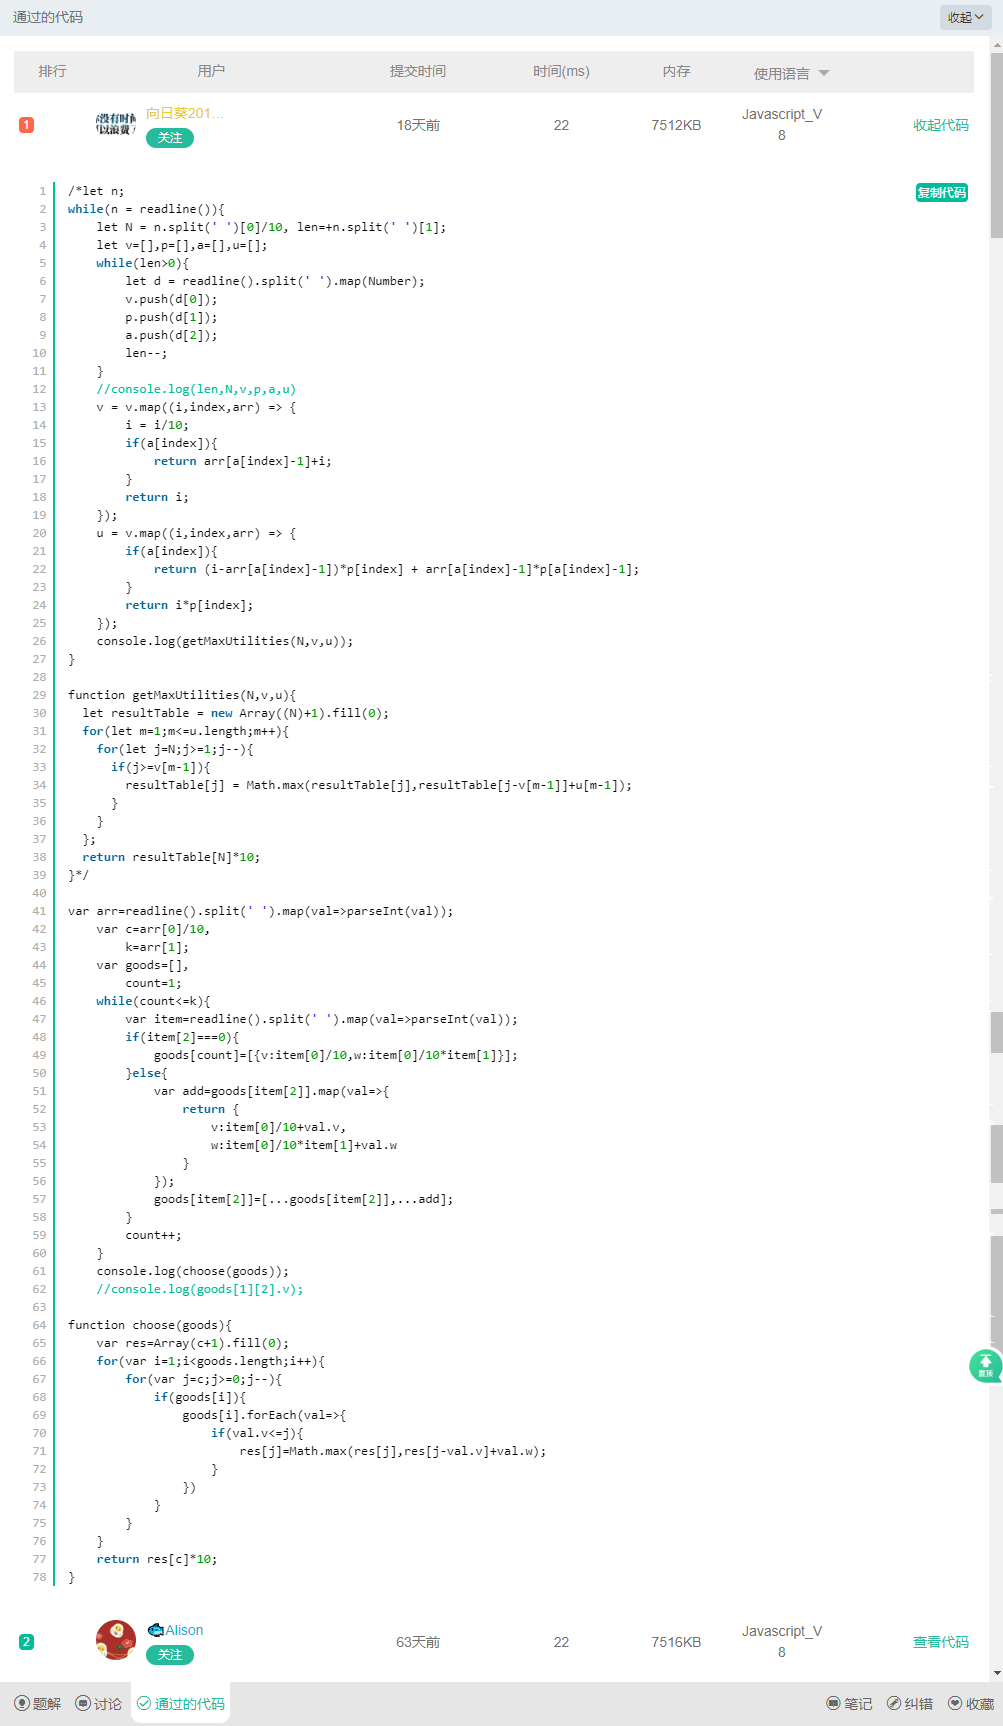 通过的代码
收起
排行 用户 提交时间 时间(ms) 内存 使用语言
1 向日葵201... 关注 18天前 22 7512KB Javascript_V8 收起代码
复制代码
1 /*let n;
2 while(n = readline()){
3     let N = n.split(' ')[0]/10, len=+n.split(' ')[1];
4     let v=[],p=[],a=[],u=[];
5     while(len>0){
6         let d = readline().split(' ').map(Number);
7         v.push(d[0]);
8         p.push(d[1]);
9         a.push(d[2]);
10         len--;
11     }
12     //console.log(len,N,v,p,a,u)
13     v = v.map((i,index,arr) => {
14         i = i/10;
15         if(a[index]){
16             return arr[a[index]-1]+i;
17         }
18         return i;
19     });
20     u = v.map((i,index,arr) => {
21         if(a[index]){
22             return (i-arr[a[index]-1])*p[index] + arr[a[index]-1]*p[a[index]-1];
23         }
24         return i*p[index];
25     });
26     console.log(getMaxUtilities(N,v,u));
27 }
28
29 function getMaxUtilities(N,v,u){
30   let resultTable = new Array((N)+1).fill(0);
31   for(let m=1;m<=u.length;m++){
32     for(let j=N;j>=1;j--){
33       if(j>=v[m-1]){
34         resultTable[j] = Math.max(resultTable[j],resultTable[j-v[m-1]]+u[m-1]);
35       }
36     }
37   };
38   return resultTable[N]*10;
39 }*/
40
41 var arr=readline().split(' ').map(val=>parseInt(val));
42     var c=arr[0]/10,
43         k=arr[1];
44     var goods=[],
45         count=1;
46     while(count<=k){
47         var item=readline().split(' ').map(val=>parseInt(val));
48         if(item[2]===0){
49             goods[count]=[{v:item[0]/10,w:item[0]/10*item[1]}];
50         }else{
51             var add=goods[item[2]].map(val=>{
52                 return {
53                     v:item[0]/10+val.v,
54                     w:item[0]/10*item[1]+val.w
55                 }
56             });
57             goods[item[2]]=[...goods[item[2]],...add];
58         }
59         count++;
60     }
61     console.log(choose(goods));
62     //console.log(goods[1][2].v);
63
64 function choose(goods){
65     var res=Array(c+1).fill(0);
66     for(var i=1;i<goods.length;i++){
67         for(var j=c;j>=0;j--){
68             if(goods[i]){
69                 goods[i].forEach(val=>{
70                     if(val.v<=j){
71                         res[j]=Math.max(res[j],res[j-val.v]+val.w);
72                     }
73                 })
74             }
75         }
76     }
77     return res[c]*10;
78 }
置顶
2 Alison 关注 63天前 22 7516KB Javascript_V8 查看代码
题解 讨论 通过的代码 笔记 纠错 收藏